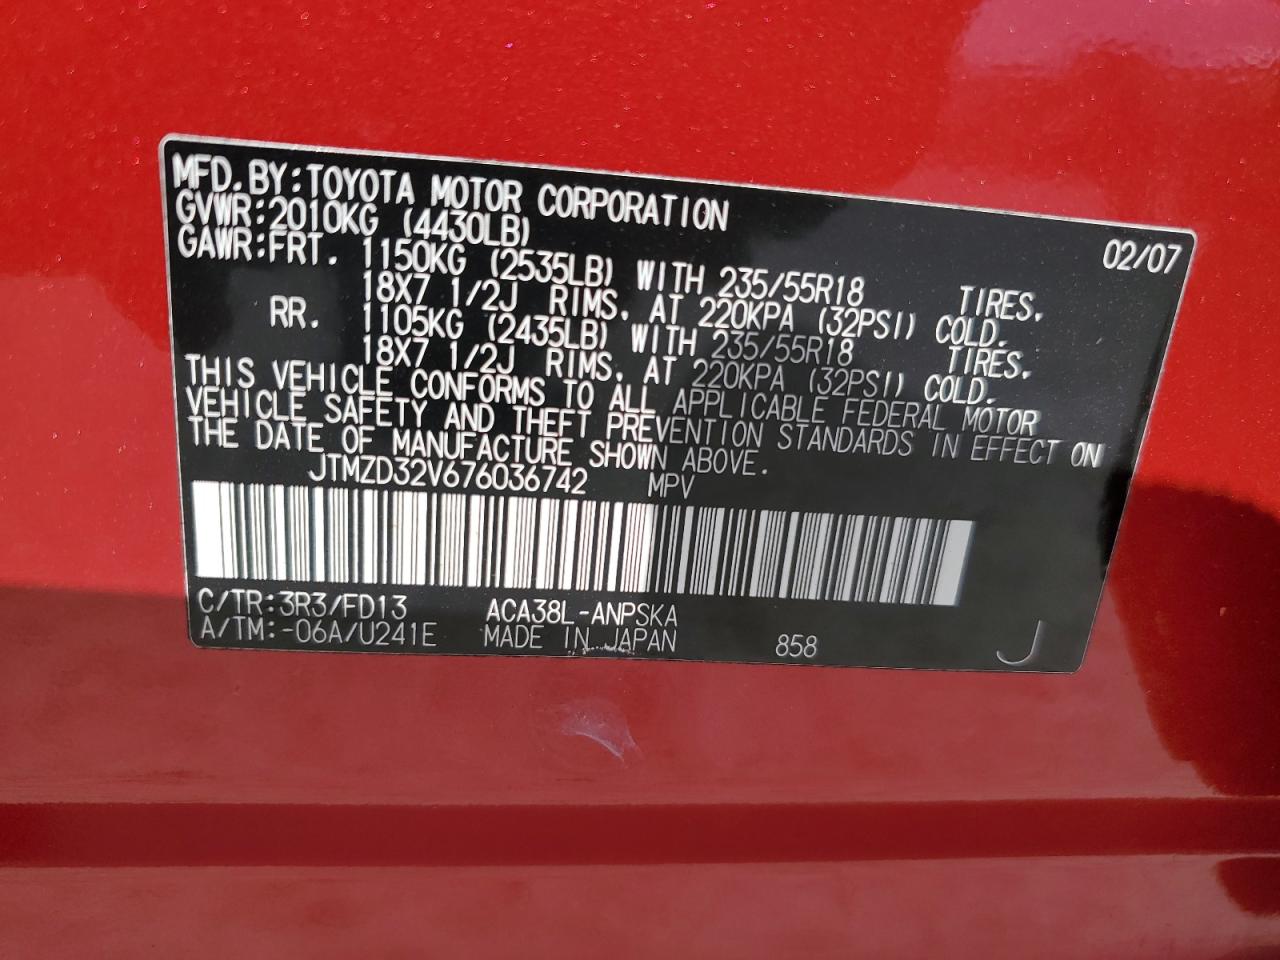 MFD. BY: TOYOTA MOTOR CORPORATION 02/07
GVWR: 2010KG (4430LB)
GAWR: FRT. 1150KG (2535LB) WITH 235/55R18 TIRES.
18X7 1/2J RIMS, AT 220KPA (32PSI) COLD.
RR. 1105KG (2435LB) WITH 235/55R18 TIRES.
18X7 1/2J RIMS, AT 220KPA (32PSI) COLD.
THIS VEHICLE CONFORMS TO ALL APPLICABLE FEDERAL MOTOR
VEHICLE SAFETY AND THEFT PREVENTION STANDARDS IN EFFECT ON
THE DATE OF MANUFACTURE SHOWN ABOVE.
JTMZD32V676036742 MPV
C/TR: 3R3/FD13 ACA38L-ANPSKA
A/TM: -06A/U241E MADE IN JAPAN 858 J